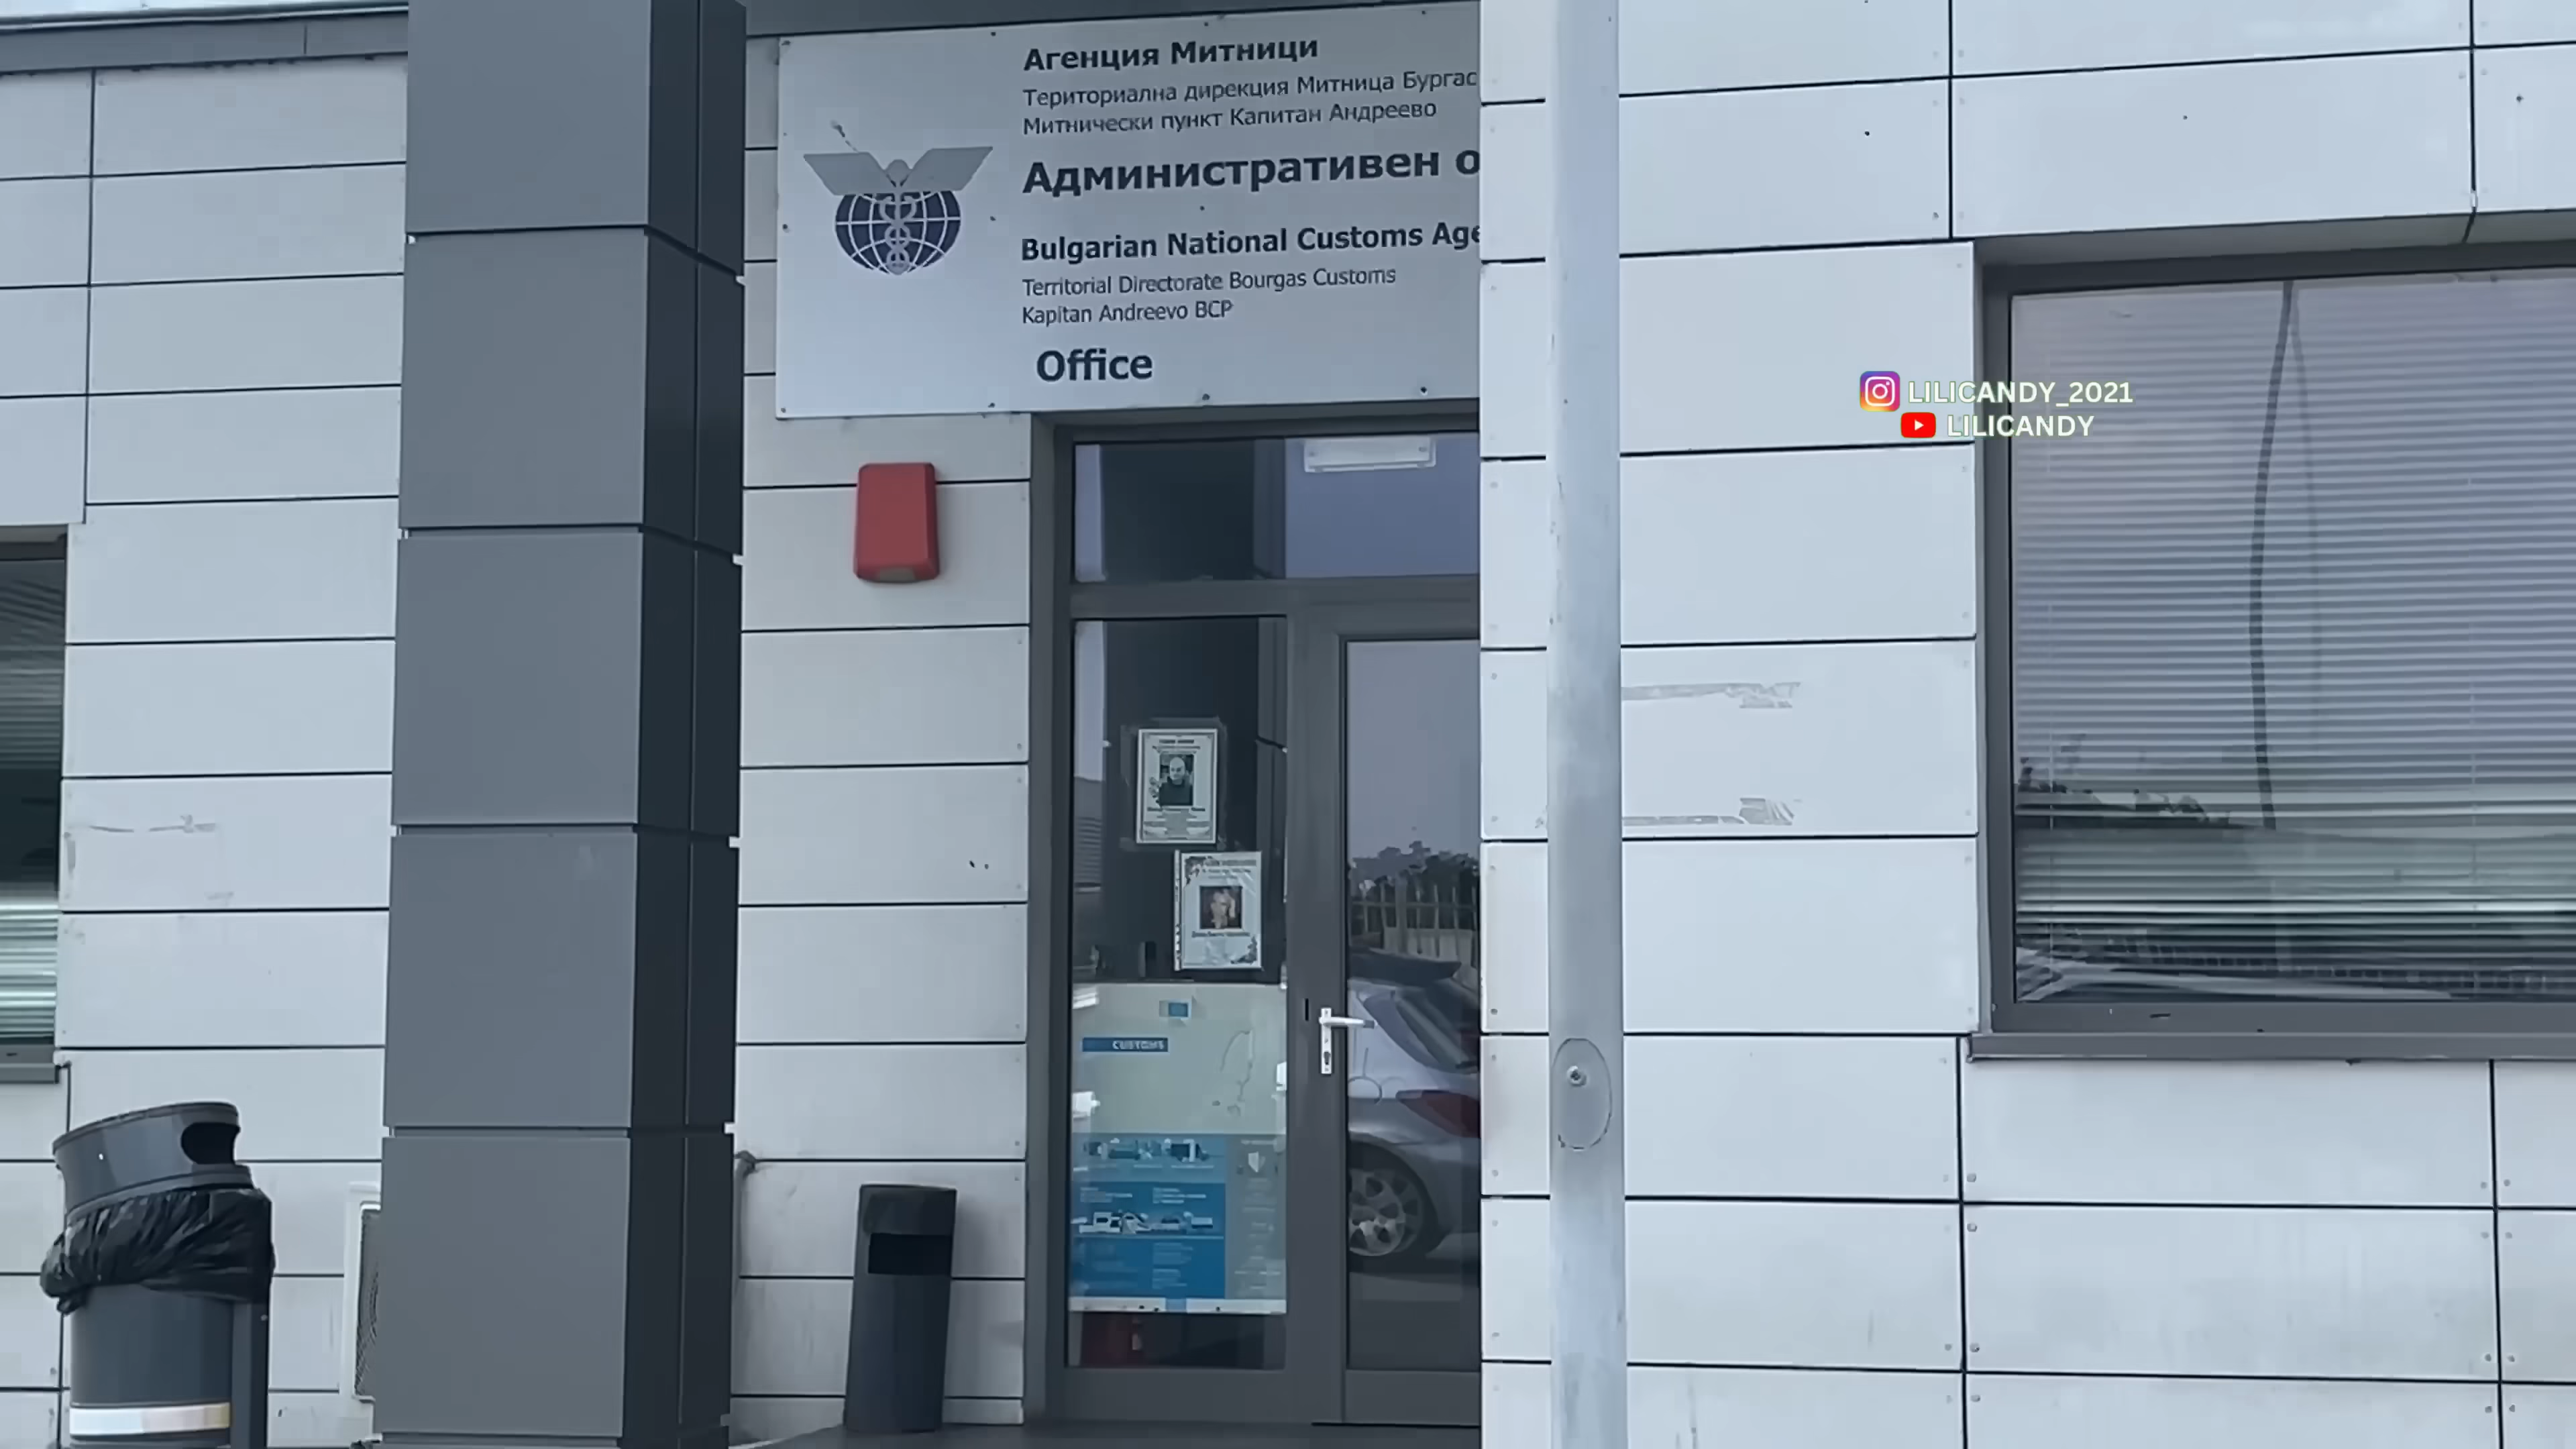 Агенция Митници
Териториална дирекция Митница Бургас
Митнически пункт Капитан Андреево
Административен о
Bulgarian National Customs Age
Territorial Directorate Bourgas Customs
Kapitan Andreevo BCP
Office
LILICANDY_2021
LILICANDY
CUSTOMS